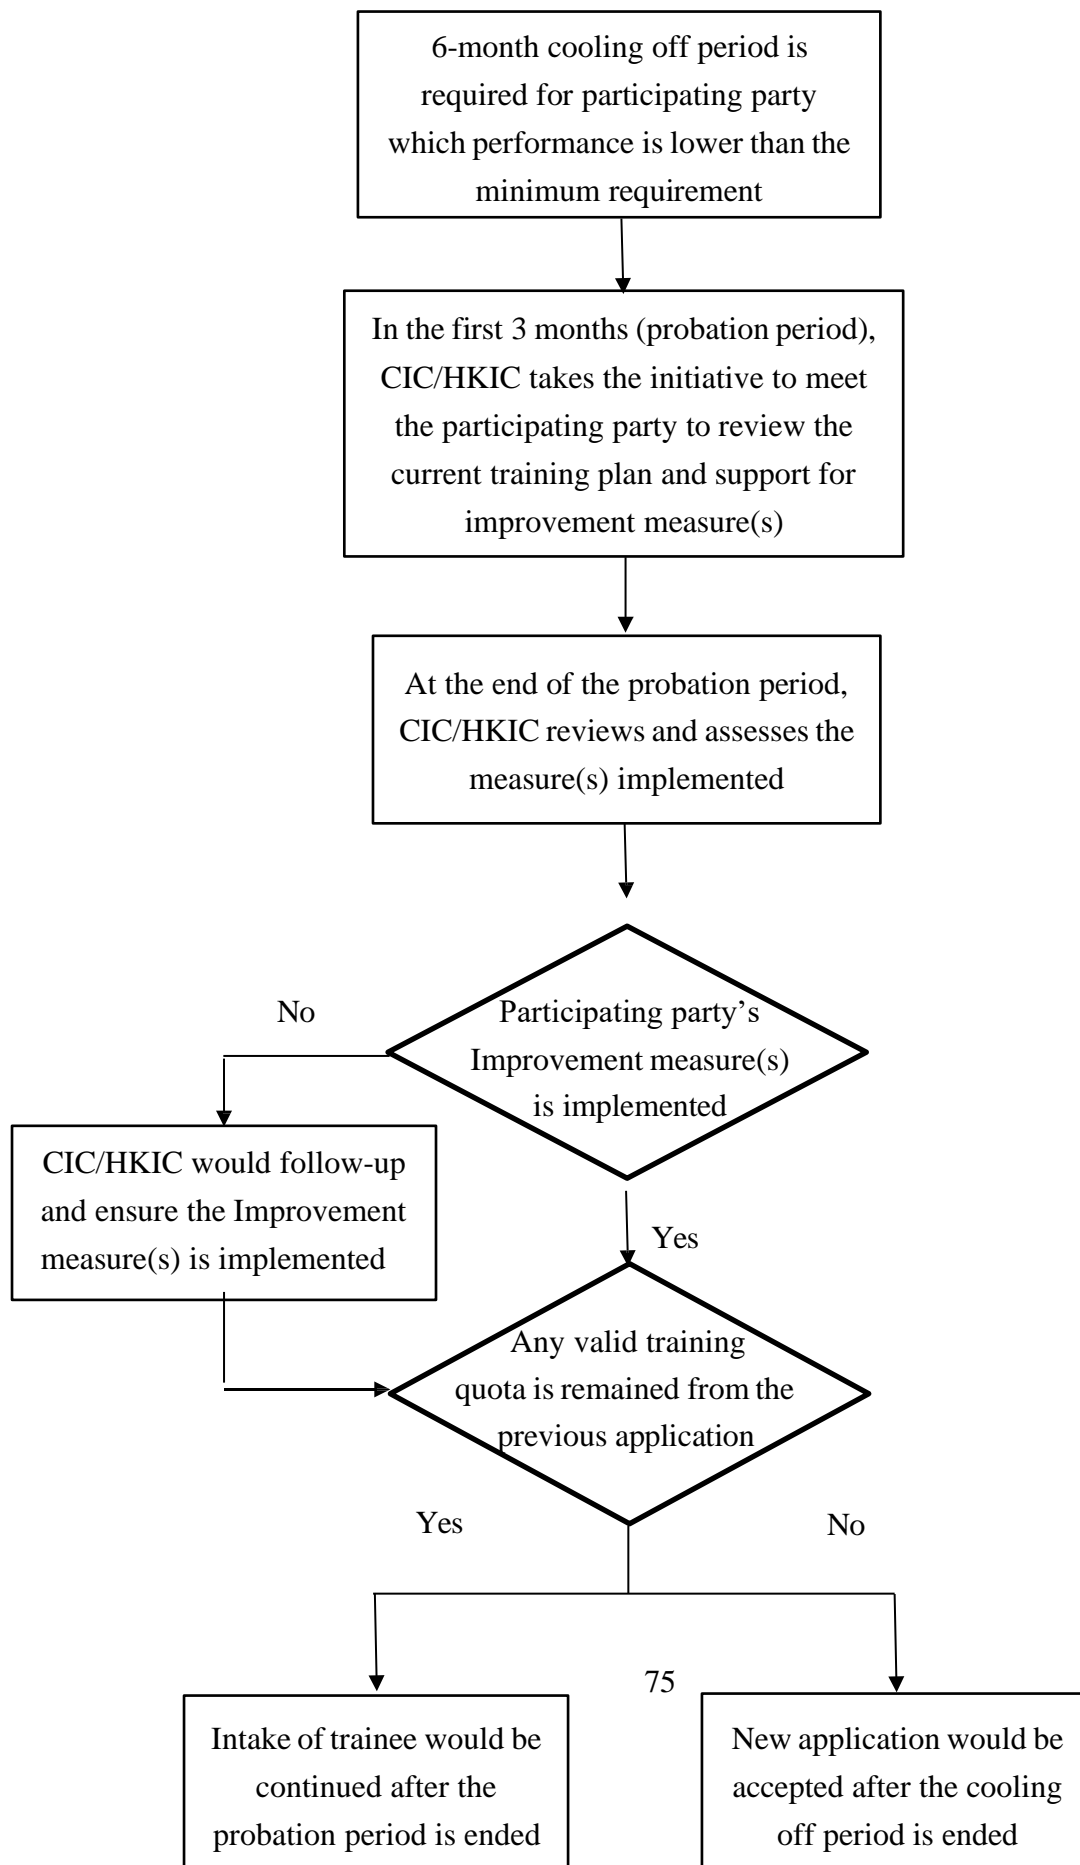 6-month cooling off period is
required for participating party
which performance is lower than the
minimum requirement
In the first 3 months (probation period),
CIC/HKIC takes the initiative to meet
the participating party to review the
current training plan and support for
improvement measure(s)
At the end of the probation period,
CIC/HKIC reviews and assesses the
measure(s) implemented
No
Participating party’s
Improvement measure(s)
is implemented
CIC/HKIC would follow-up
and ensure the Improvement
measure(s) is implemented
Yes
Any valid training
quota is remained from the
previous application
Yes
No
75
Intake of trainee would be
continued after the
probation period is ended
New application would be
accepted after the cooling
off period is ended